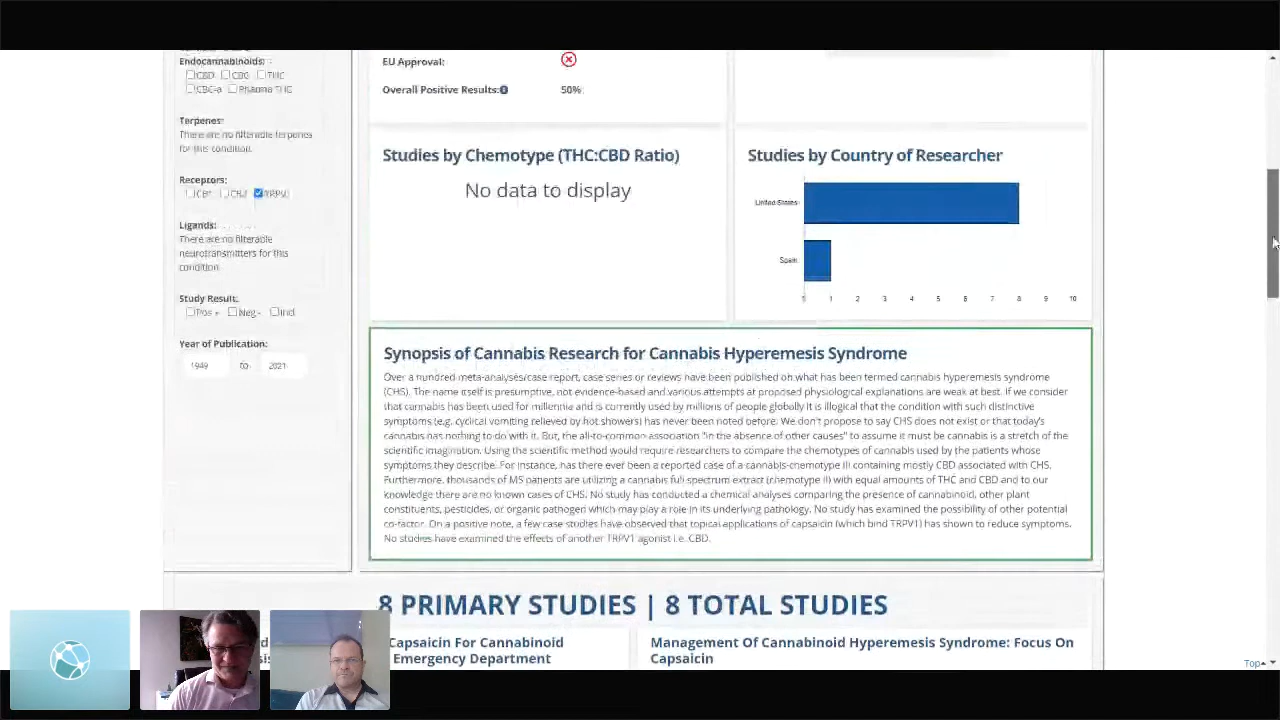 Endocannabinoids:
CBD CBG THC
CBC-a Pharma THC
Terpenes:
There are no filterable terpenes
for this condition.
Receptors:
TRPV1
Ligands:
There are no filterable
neurotransmitters for this
condition.
Study Result:
Pos + Neg - Ind
Year of Publication:
1949 to 2021
EU Approval:
Overall Positive Results: 50%
Studies by Chemotype (THC:CBD Ratio)
No data to display
Studies by Country of Researcher
United States
Spain
1 2 3 4 5 6 7 8 9 10
Synopsis of Cannabis Research for Cannabis Hyperemesis Syndrome
Over a hundred meta-analyses/case report, case series or reviews have been published on what has been termed cannabis hyperemesis syndrome
(CHS). The name itself is presumptive, not evidence-based and various attempts at proposed physiological explanations are weak at best. If we consider
that cannabis has been used for millennia and is currently used by millions of people globally it is illogical that the condition with such distinctive
symptoms (e.g. cyclical vomiting relieved by hot showers) has never been noted before. We don't propose to say CHS does not exist or that today's
cannabis has nothing to do with it. But, the all-to-common association "in the absence of other causes" to assume it must be cannabis is a stretch of the
scientific imagination. Using the scientific method would require researchers to compare the chemotypes of cannabis used by the patients whose
symptoms they describe. For instance, has there ever been a reported case of a cannabis-chemotype III containing mostly CBD associated with CHS.
Furthermore, thousands of MS patients are utilizing a cannabis full-spectrum extract (chemotype II) with equal amounts of THC and CBD and to our
knowledge there are no known cases of CHS. No study has conducted a chemical analyses comparing the presence of cannabinoid, other plant
constituents, pesticides, or organic pathogens which may play a role in its underlying pathology. No study has examined the possibility of other potential
co-factor. On a positive note, a few case studies have observed that topical applications of capsaicin (which bind TRPV1) has shown to reduce symptoms.
No studies have examined the effects of another TRPV1 agonist i.e. CBD.
8 PRIMARY STUDIES | 8 TOTAL STUDIES
Capsaicin For Cannabinoid
Emergency Department
Management Of Cannabinoid Hyperemesis Syndrome: Focus On
Capsaicin
Top